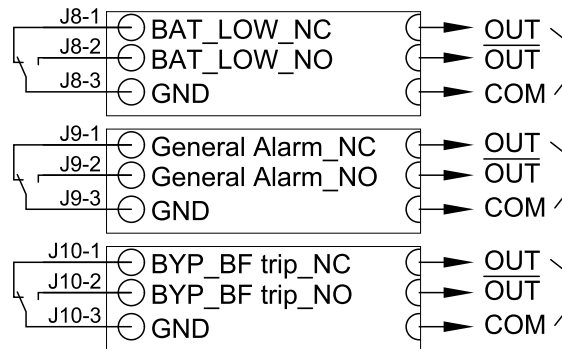 J8-1 BAT_LOW_NC OUT
J8-2 BAT_LOW_NO OUT
J8-3 GND COM
J9-1 General Alarm_NC OUT
J9-2 General Alarm_NO OUT
J9-3 GND COM
J10-1 BYP_BF trip_NC OUT
J10-2 BYP_BF trip_NO OUT
J10-3 GND COM